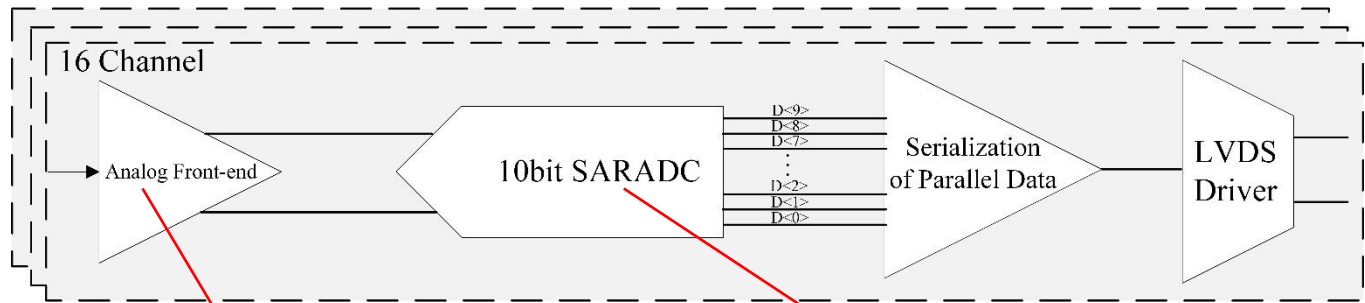 16 Channel
Analog Front-end
10bit SARADC
D<9>
D<8>
D<7>
⋮
D<2>
D<1>
D<0>
Serialization
of Parallel Data
LVDS
Driver